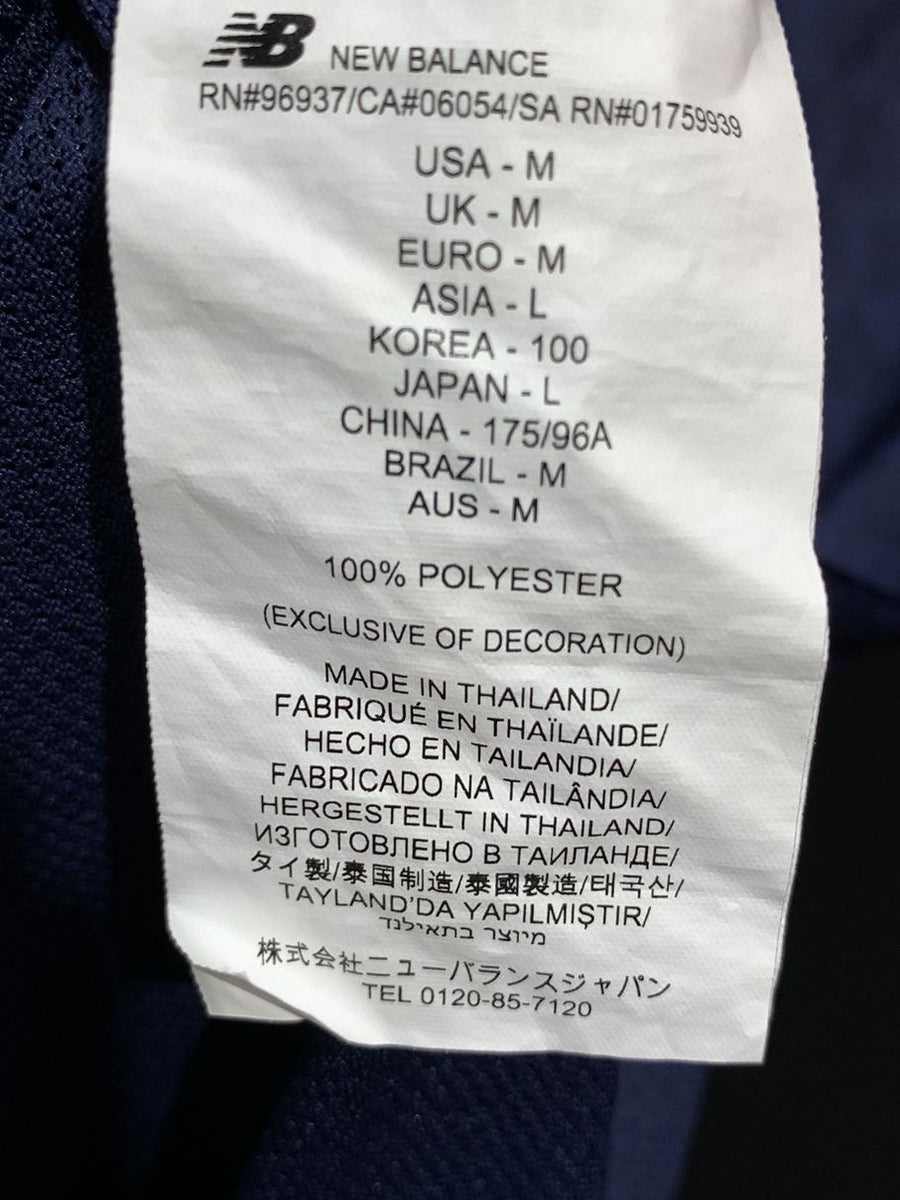 NB NEW BALANCE
RN#96937/CA#06054/SA RN#01759939
USA - M
UK - M
EURO - M
ASIA - L
KOREA - 100
JAPAN - L
CHINA - 175/96A
BRAZIL - M
AUS - M
100% POLYESTER
(EXCLUSIVE OF DECORATION)
MADE IN THAILAND/
FABRIQUÉ EN THAÏLANDE/
HECHO EN TAILANDIA/
FABRICADO NA TAILÂNDIA/
HERGESTELLT IN THAILAND/
ИЗГОТОВЛЕНО В ТАИЛАНДЕ/
タイ製/泰国制造/泰國製造/태국산/
TAYLAND'DA YAPILMIŞTIR/
מיוצר בתאילנד
株式会社ニューバランスジャパン
TEL 0120-85-7120